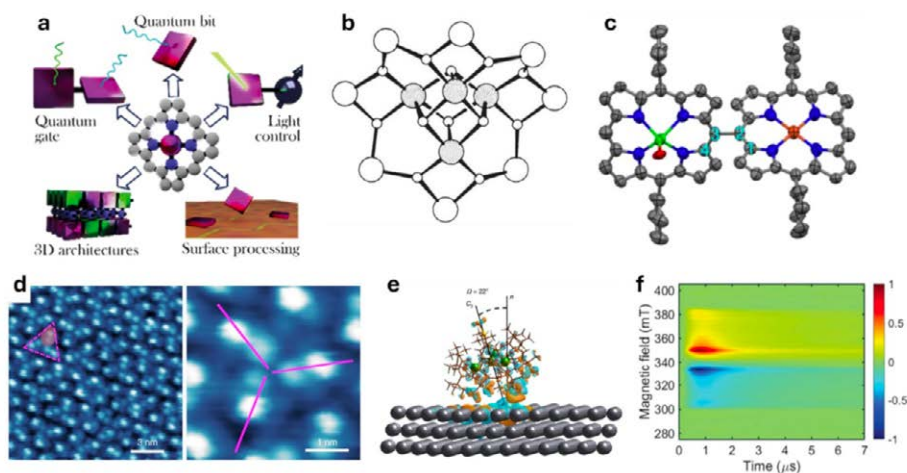 a
Quantum bit
Quantum
gate
Light
control
3D architectures
Surface processing
b
c
d
3 nm
1 nm
e
f
Magnetic field (mT)
400
380
360
340
320
300
280
0 1 2 3 4 5 6 7
Time (μs)
1
0.5
0
-0.5
-1